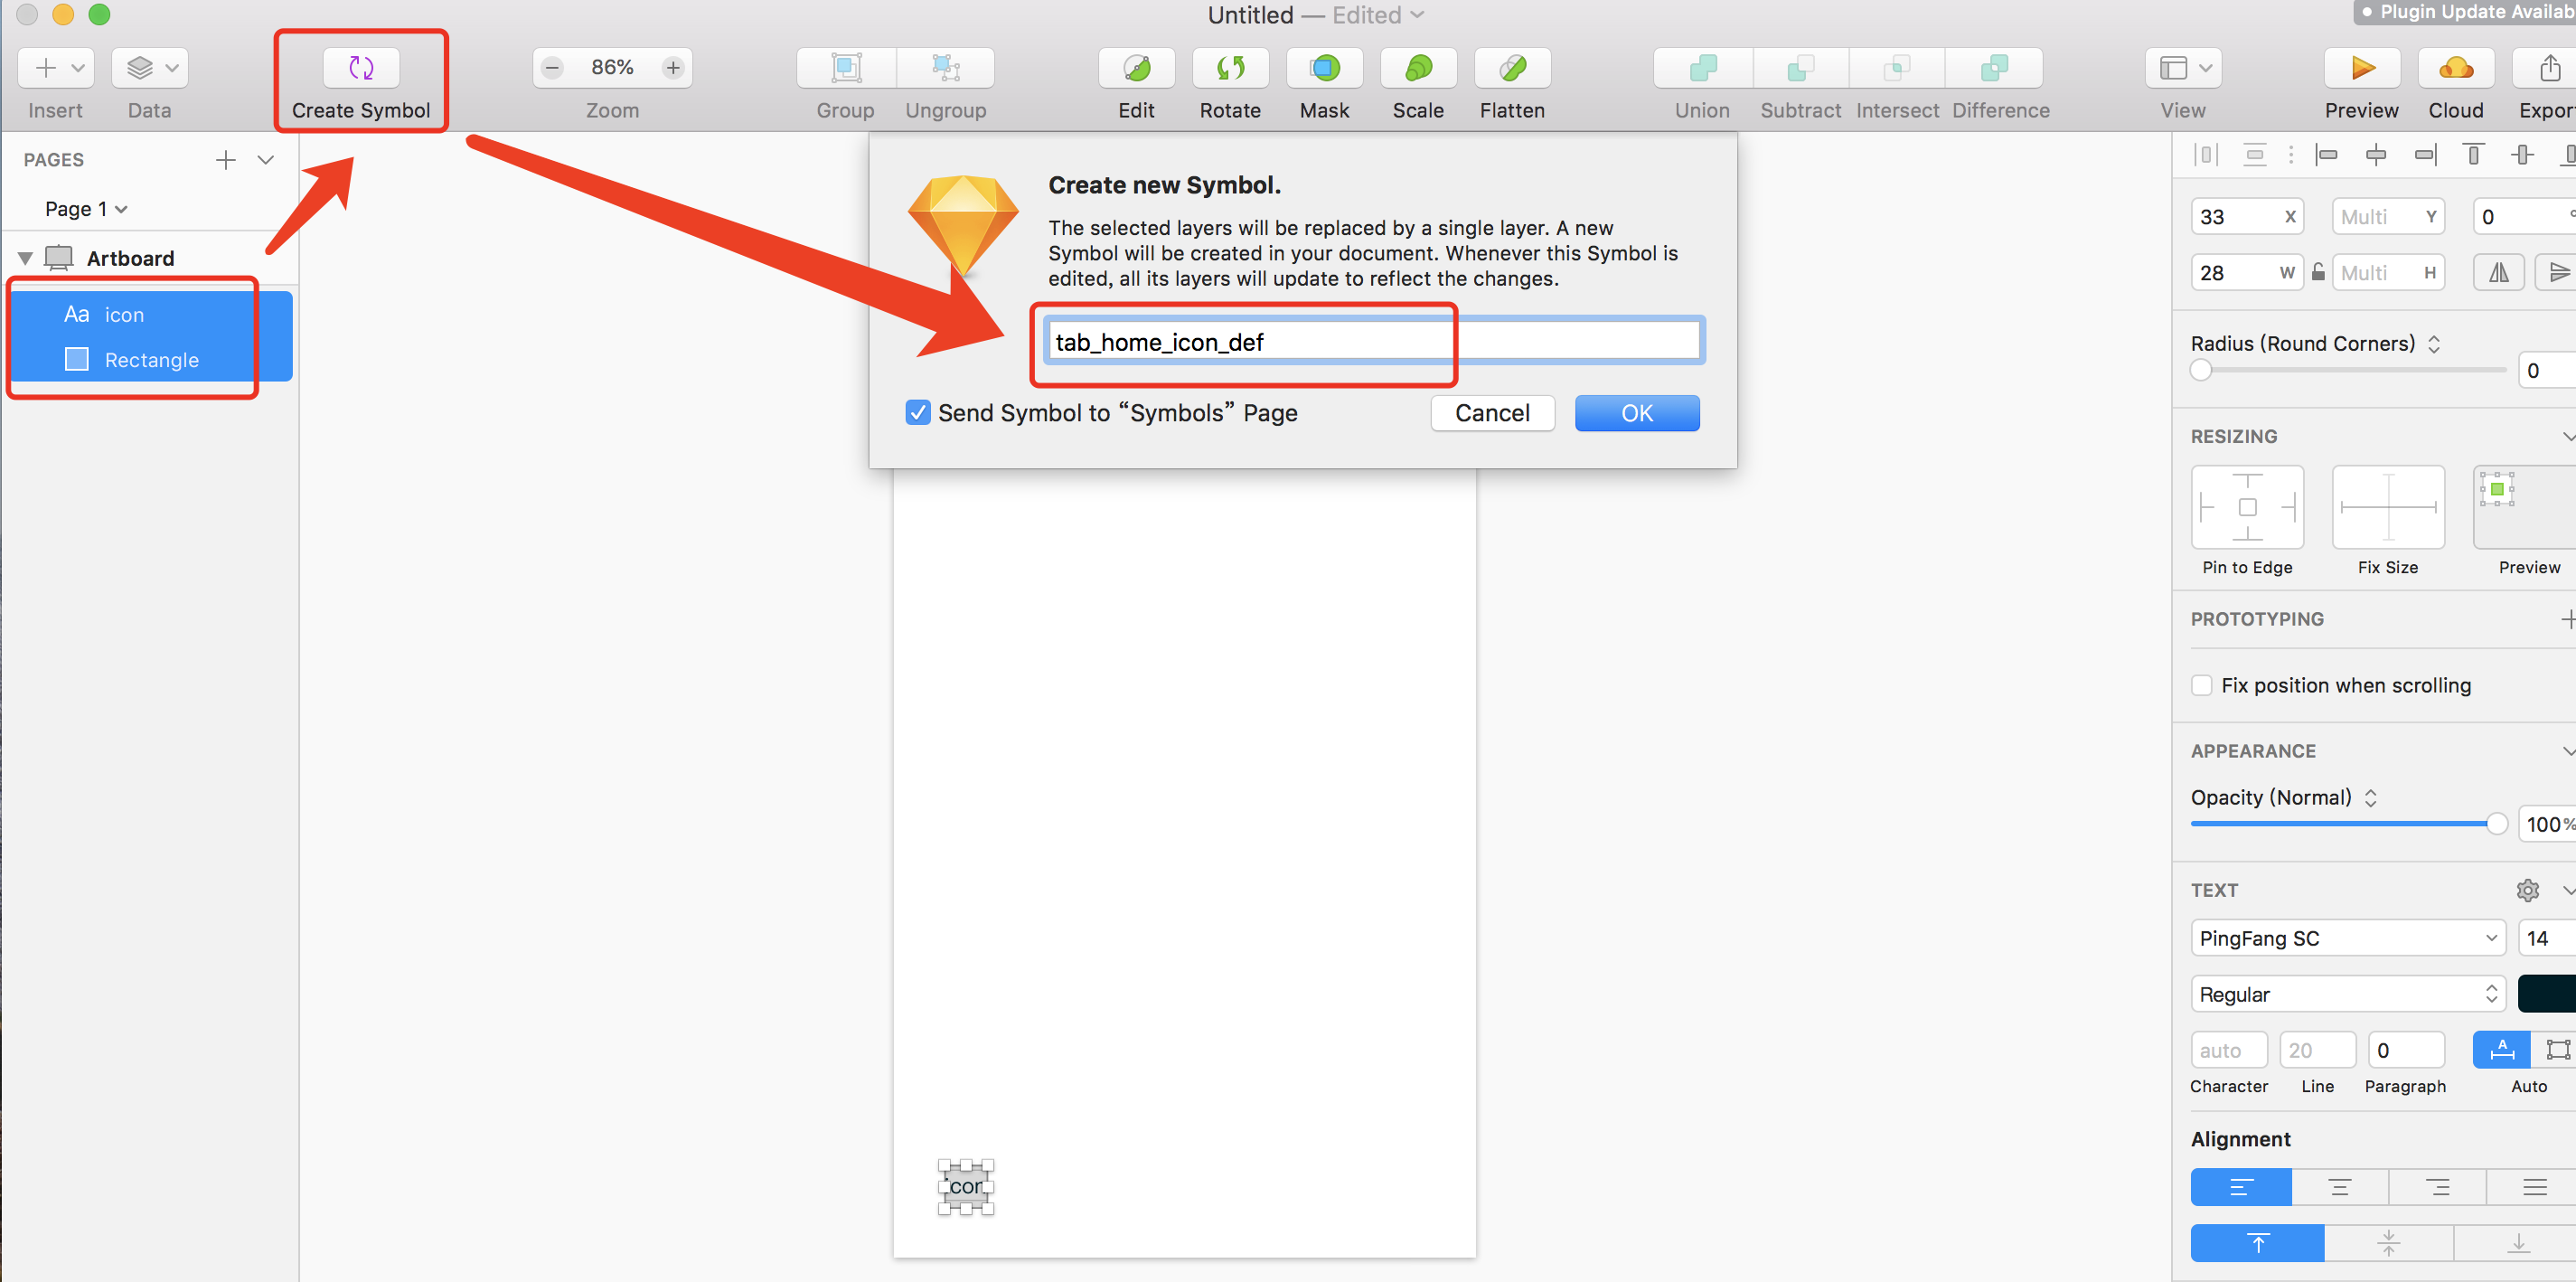 Untitled — Edited
Plugin Update Availab
86%
Insert
Data
Create Symbol
Zoom
Group
Ungroup
Edit
Rotate
Mask
Scale
Flatten
Union
Subtract
Intersect
Difference
View
Preview
Cloud
Expor
PAGES
Page 1
Artboard
Aa icon
Rectangle
Create new Symbol.
The selected layers will be replaced by a single layer. A new
Symbol will be created in your document. Whenever this Symbol is
edited, all its layers will update to reflect the changes.
tab_home_icon_def
Send Symbol to “Symbols” Page
Cancel
OK
icon
33 X
Multi Y
0 °
28 W
Multi H
Radius (Round Corners)
0
RESIZING
Pin to Edge
Fix Size
Preview
PROTOTYPING
Fix position when scrolling
APPEARANCE
Opacity (Normal)
100%
TEXT
PingFang SC
14
Regular
auto
20
0
A
Character
Line
Paragraph
Auto
Alignment